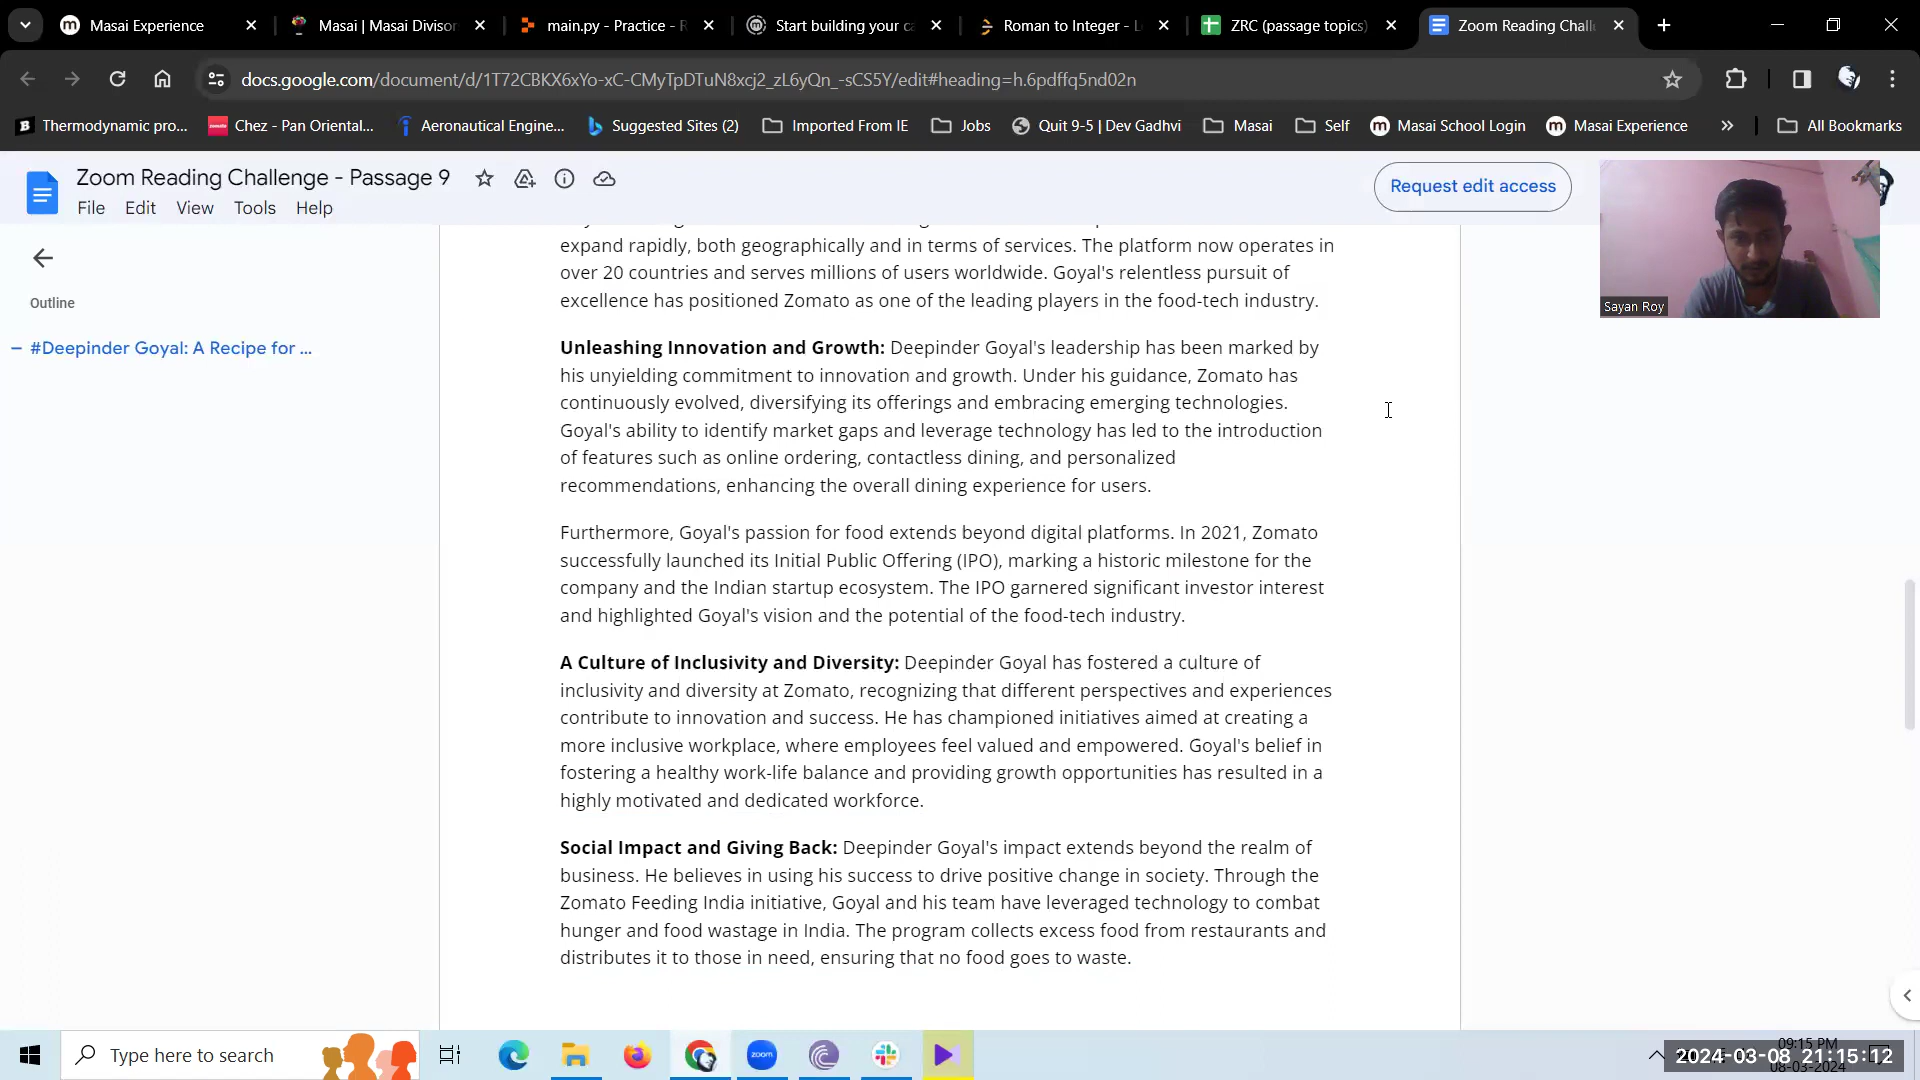 Masai Experience
Masai | Masai Divisor
main.py - Practice - R
Start building your ca
Roman to Integer - L
ZRC (passage topics)
Zoom Reading Chall
docs.google.com/document/d/1T72CBKX6xYo-xC-CMyTpDTuN8xcj2_zL6yQn_-sCS5Y/edit#heading=h.6pdffq5nd02n
Thermodynamic pro...
Chez - Pan Oriental...
Aeronautical Engine...
Suggested Sites (2)
Imported From IE
Jobs
Quit 9-5 | Dev Gadhvi
Masai
Self
Masai School Login
Masai Experience
All Bookmarks
Zoom Reading Challenge - Passage 9
File Edit View Tools Help
Request edit access
Sayan Roy
Outline
#Deepinder Goyal: A Recipe for ...
expand rapidly, both geographically and in terms of services. The platform now operates in
over 20 countries and serves millions of users worldwide. Goyal's relentless pursuit of
excellence has positioned Zomato as one of the leading players in the food-tech industry.
Unleashing Innovation and Growth: Deepinder Goyal's leadership has been marked by
his unyielding commitment to innovation and growth. Under his guidance, Zomato has
continuously evolved, diversifying its offerings and embracing emerging technologies.
Goyal's ability to identify market gaps and leverage technology has led to the introduction
of features such as online ordering, contactless dining, and personalized
recommendations, enhancing the overall dining experience for users.
Furthermore, Goyal's passion for food extends beyond digital platforms. In 2021, Zomato
successfully launched its Initial Public Offering (IPO), marking a historic milestone for the
company and the Indian startup ecosystem. The IPO garnered significant investor interest
and highlighted Goyal's vision and the potential of the food-tech industry.
A Culture of Inclusivity and Diversity: Deepinder Goyal has fostered a culture of
inclusivity and diversity at Zomato, recognizing that different perspectives and experiences
contribute to innovation and success. He has championed initiatives aimed at creating a
more inclusive workplace, where employees feel valued and empowered. Goyal's belief in
fostering a healthy work-life balance and providing growth opportunities has resulted in a
highly motivated and dedicated workforce.
Social Impact and Giving Back: Deepinder Goyal's impact extends beyond the realm of
business. He believes in using his success to drive positive change in society. Through the
Zomato Feeding India initiative, Goyal and his team have leveraged technology to combat
hunger and food wastage in India. The program collects excess food from restaurants and
distributes it to those in need, ensuring that no food goes to waste.
Type here to search
zoom
09:15 PM
2024-03-08 21:15:12
08-03-2024